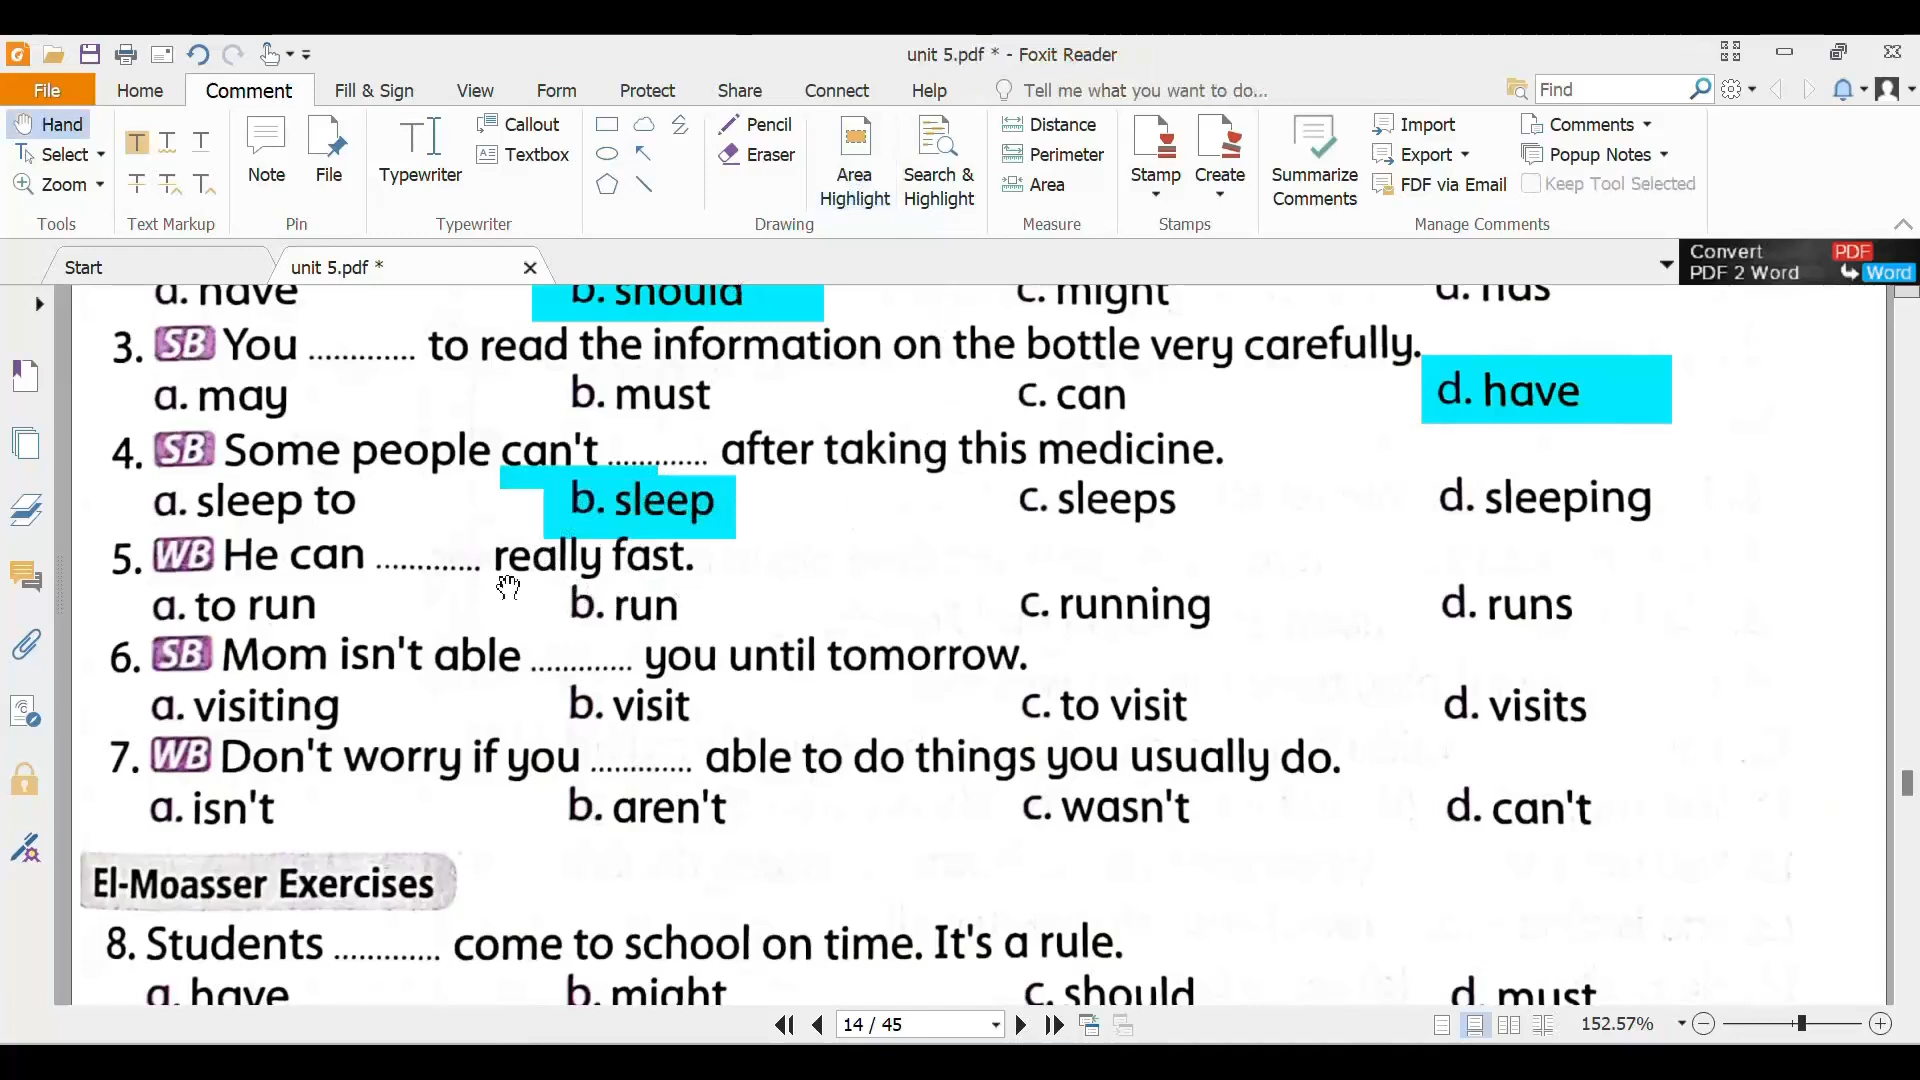 unit 5.pdf * - Foxit Reader
File Home Comment Fill & Sign View Form Protect Share Connect Help Tell me what you want to do... Find
Hand
Select
Zoom
Tools
Text Markup
Note
File
Pin
Typewriter
Callout
Textbox
Typewriter
Pencil
Eraser
Area Highlight
Search & Highlight
Drawing
Distance
Perimeter
Area
Measure
Stamp
Create
Stamps
Summarize Comments
Import
Export
FDF via Email
Comments
Popup Notes
Keep Tool Selected
Manage Comments
Start unit 5.pdf *
Convert PDF
PDF 2 Word Word
a. have b. should c. might d. has
3. SB You ............. to read the information on the bottle very carefully.
a. may b. must c. can d. have
4. SB Some people can't ............. after taking this medicine.
a. sleep to b. sleep c. sleeps d. sleeping
5. WB He can ............. really fast.
a. to run b. run c. running d. runs
6. SB Mom isn't able ............. you until tomorrow.
a. visiting b. visit c. to visit d. visits
7. WB Don't worry if you ............. able to do things you usually do.
a. isn't b. aren't c. wasn't d. can't
El-Moasser Exercises
8. Students ............. come to school on time. It's a rule.
a. have b. might c. should d. must
14 / 45
152.57%